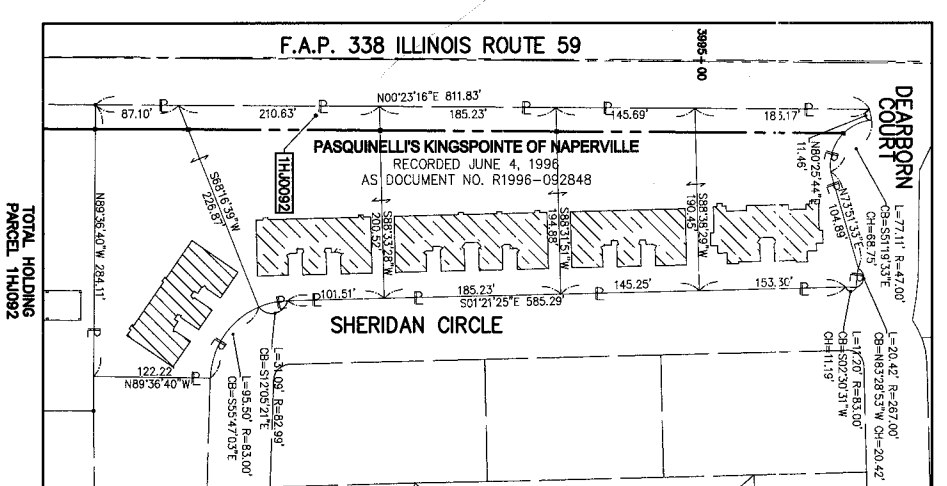 F.A.P. 338 ILLINOIS ROUTE 59
3985+00
N00°23'16"E 811.83'
87.10'
210.63'
185.23'
145.69'
183.17'
DEARBORN
COURT
PASQUINELLI'S KINGSPOINTE OF NAPERVILLE
RECORDED JUNE 4, 1996
AS DOCUMENT NO. R1996-092848
1HJ0092
N80°25'44"E
11.46'
S68°16'39"W
226.87'
S88°33'28"W
200.52'
S88°31'51"W
194.88'
S88°38'29"W
190.45'
N73°51'33"E
104.89'
L=77.11' R=47.00'
CB=S51°19'33"E
CH=68.75'
TOTAL HOLDING
PARCEL 1HJ092
N89°36'40"W 284.11'
101.51'
185.23'
145.25'
153.30'
S01°21'25"E 585.29'
SHERIDAN CIRCLE
122.22
N89°36'40"W
L=95.50' R=83.00'
CB=S55°47'03"E
L=31.09' R=82.99'
CB=S12°05'21"E
L=11.20' R=83.00'
CB=S02°30'31"W
CH=11.19'
L=20.42' R=267.00'
CB=N83°28'53"W CH=20.42'